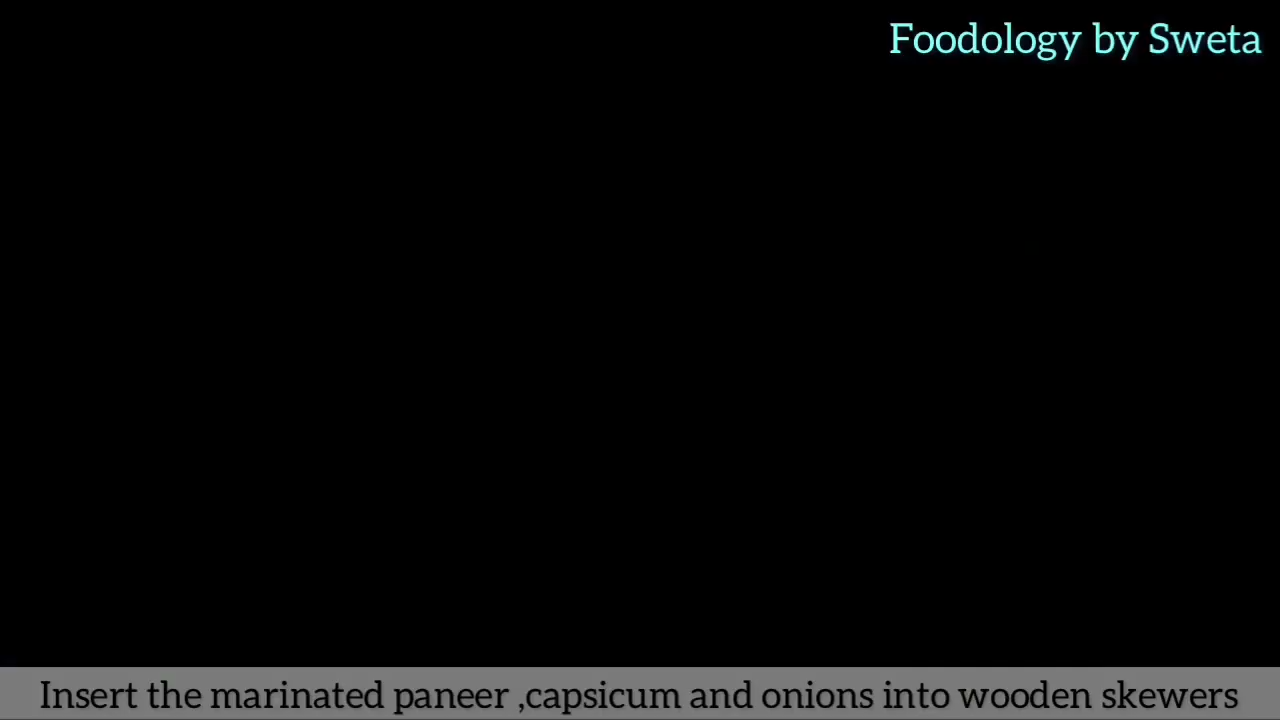 Foodology by Sweta
Insert the marinated paneer ,capsicum and onions into wooden skewers